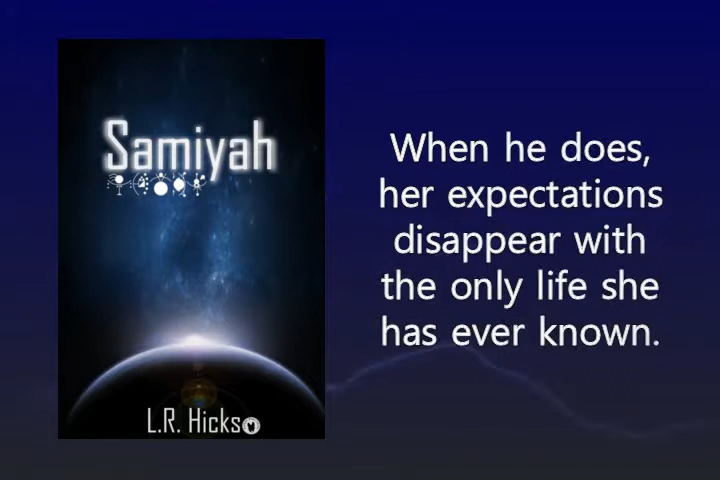 Samiyah
L.R. Hicks
When he does,
her expectations
disappear with
the only life she
has ever known.